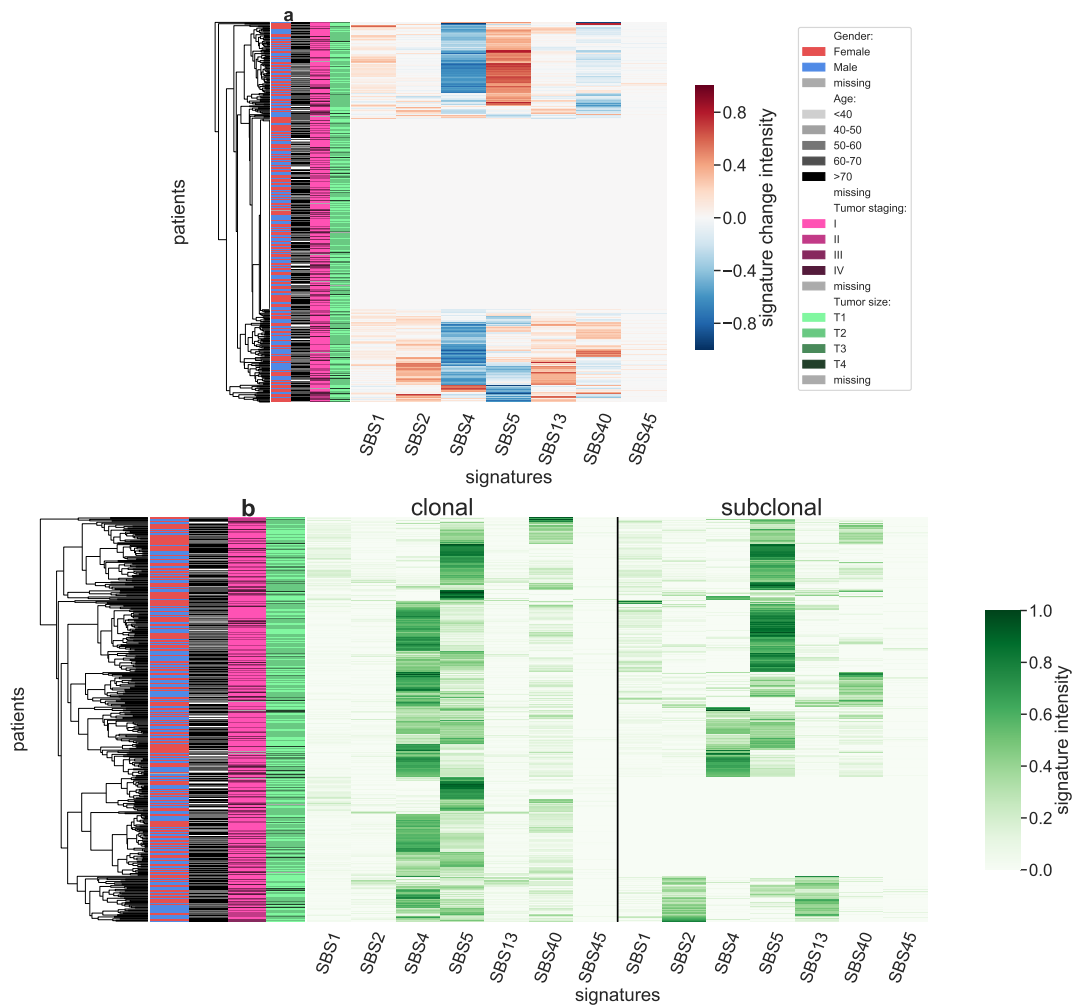 a
patients
SBS1
SBS2
SBS4
SBS5
SBS13
SBS40
SBS45
signatures
0.8
0.4
0.0
−0.4
−0.8
signature change intensity
Gender:
Female
Male
missing
Age:
<40
40-50
50-60
60-70
>70
missing
Tumor staging:
I
II
III
IV
missing
Tumor size:
T1
T2
T3
T4
missing
b
clonal
subclonal
patients
SBS1
SBS2
SBS4
SBS5
SBS13
SBS40
SBS45
SBS1
SBS2
SBS4
SBS5
SBS13
SBS40
SBS45
signatures
1.0
0.8
0.6
0.4
0.2
0.0
signature intensity